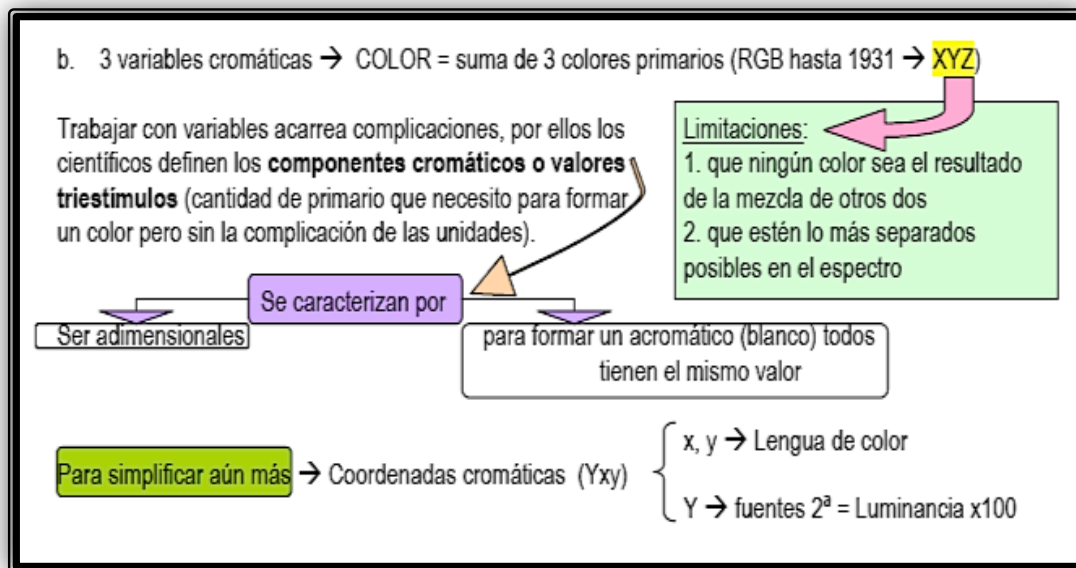 b. 3 variables cromáticas → COLOR = suma de 3 colores primarios (RGB hasta 1931 → XYZ)
Trabajar con variables acarrea complicaciones, por ellos los
científicos definen los componentes cromáticos o valores
triestímulos (cantidad de primario que necesito para formar
un color pero sin la complicación de las unidades).
Limitaciones:
1. que ningún color sea el resultado
de la mezcla de otros dos
2. que estén lo más separados
posibles en el espectro
Se caracterizan por
Ser adimensionales
para formar un acromático (blanco) todos
tienen el mismo valor
Para simplificar aún más → Coordenadas cromáticas (Yxy)
x, y → Lengua de color
Y → fuentes 2ª = Luminancia x100